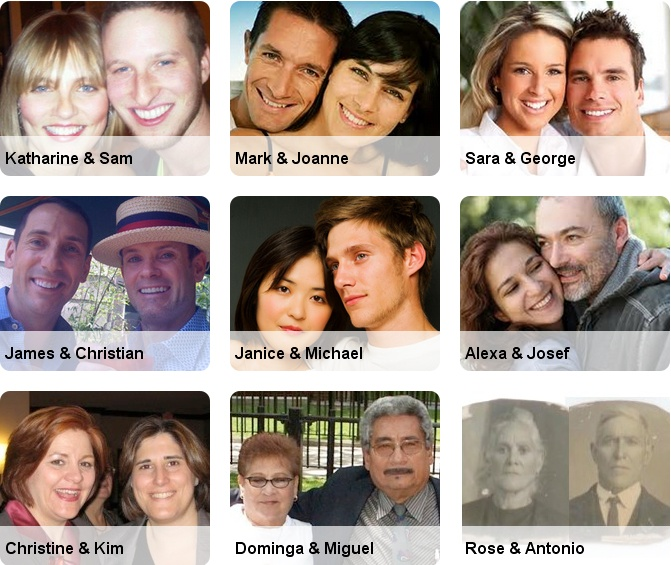 Katharine & Sam
Mark & Joanne
Sara & George
James & Christian
Janice & Michael
Alexa & Josef
Christine & Kim
Dominga & Miguel
Rose & Antonio